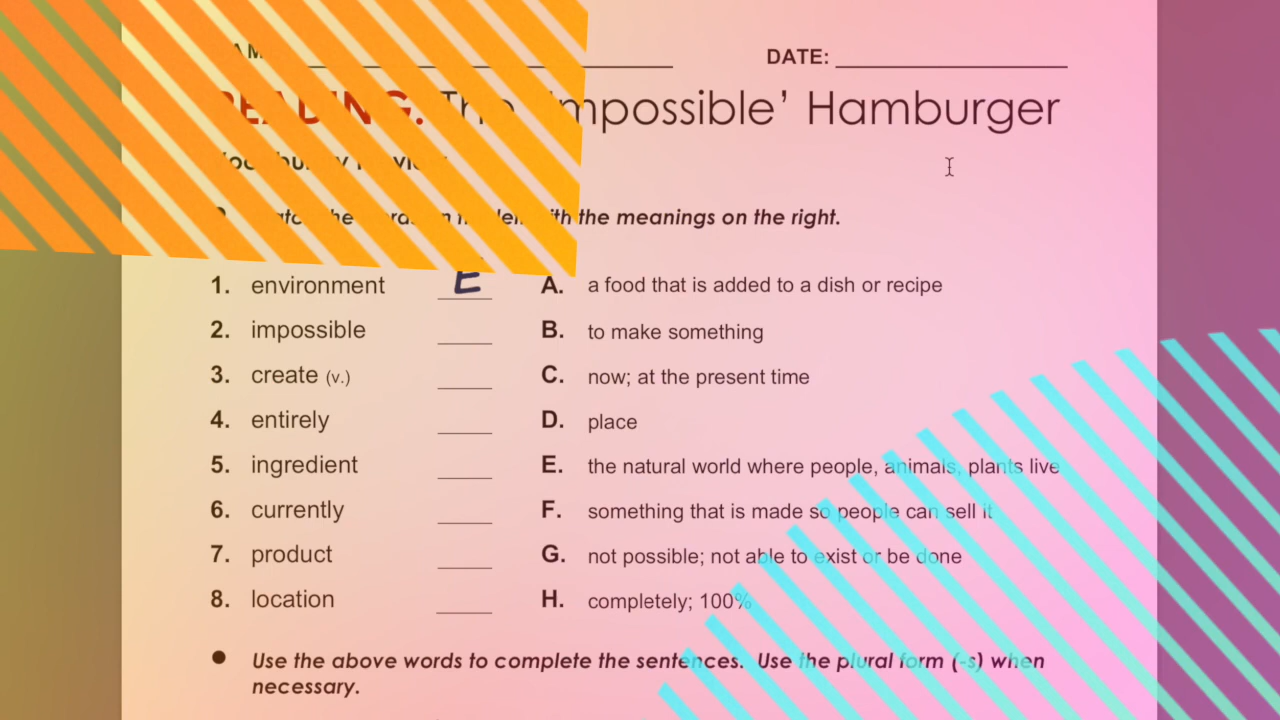 DATE:
Hamburger
the meanings on the right.
1. environment E A. a food that is added to a dish or recipe
2. impossible B. to make something
3. create (v.) C. now; at the present time
4. entirely D. place
5. ingredient E. the natural world where people, animals, plants live
6. currently F. something that is made so people can sell it
7. product G. not possible; not able to exist or be done
8. location H. completely; 100%
• Use the above words to complete the sentences. Use the plural form (-s) when
necessary.